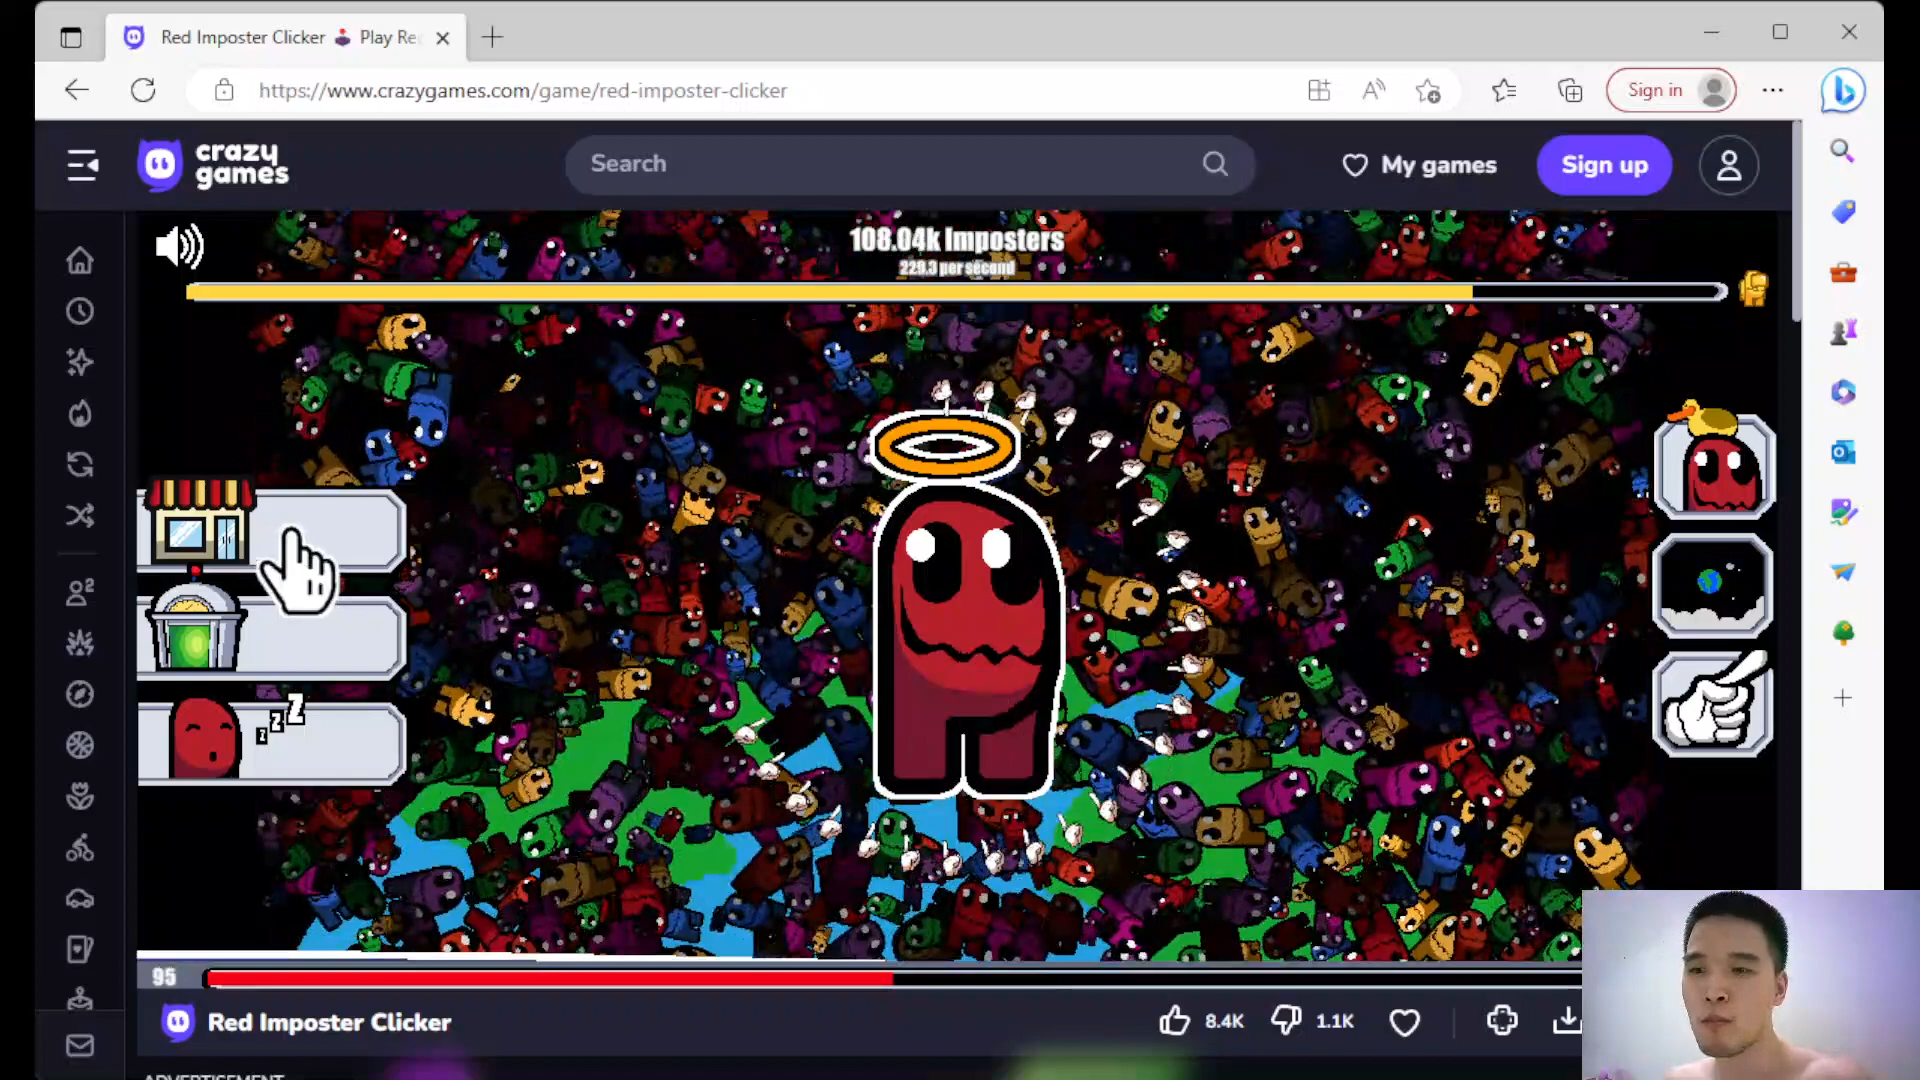 Red Imposter Clicker Play Re
https://www.crazygames.com/game/red-imposter-clicker
Sign in
crazy
games
Search
My games
Sign up
108.04k Imposters
229.3 per second
z z Z
95
Red Imposter Clicker
8.4K
1.1K
ADVERTISEMENT